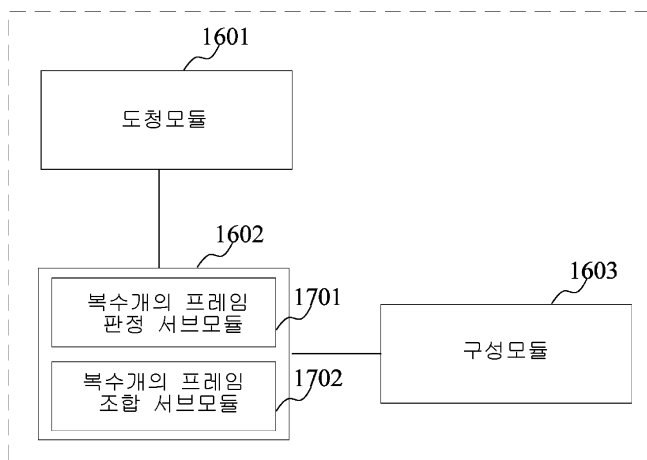 1601
도청모듈
1602
복수개의 프레임
판정 서브모듈
1701
복수개의 프레임
조합 서브모듈
1702
1603
구성모듈